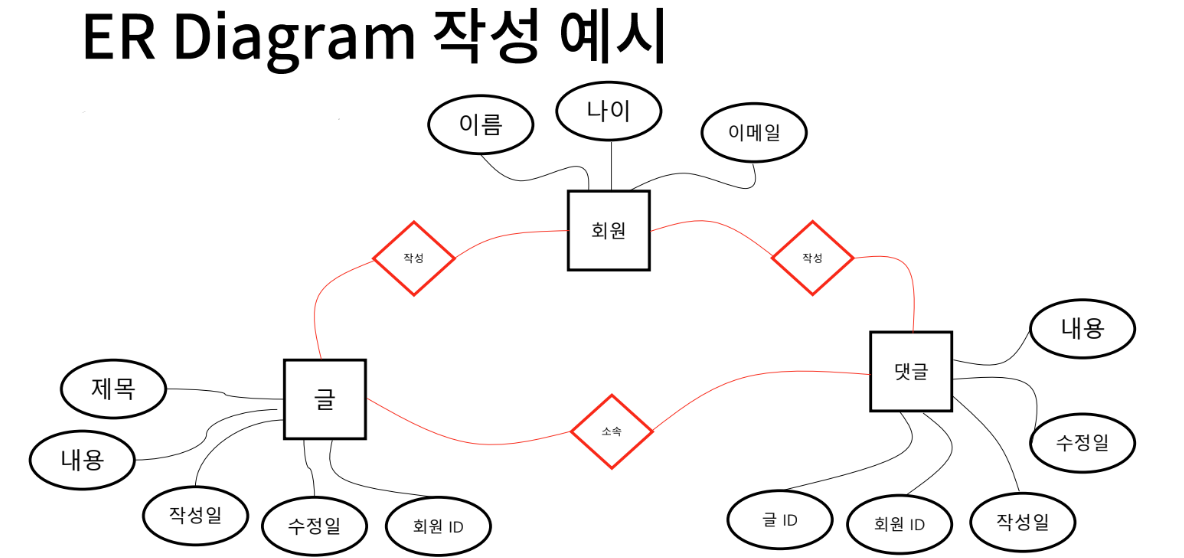 ER Diagram 작성 예시
이름
나이
이메일
회원
작성
작성
내용
댓글
제목
글
소속
내용
수정일
작성일
수정일
회원 ID
글 ID
회원 ID
작성일